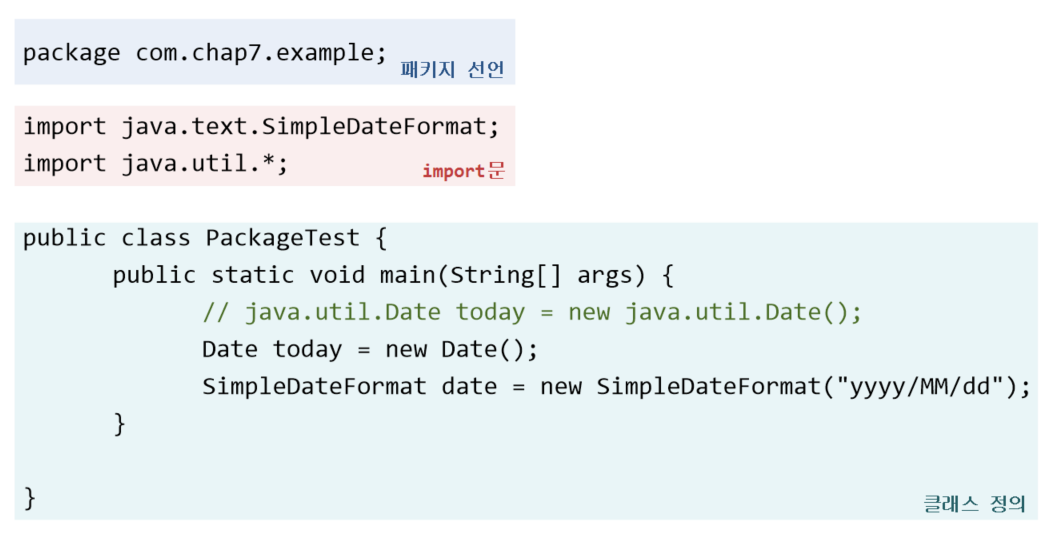 package com.chap7.example;
패키지 선언
import java.text.SimpleDateFormat;
import java.util.*;
import문
public class PackageTest {
public static void main(String[] args) {
// java.util.Date today = new java.util.Date();
Date today = new Date();
SimpleDateFormat date = new SimpleDateFormat("yyyy/MM/dd");
}
}
클래스 정의